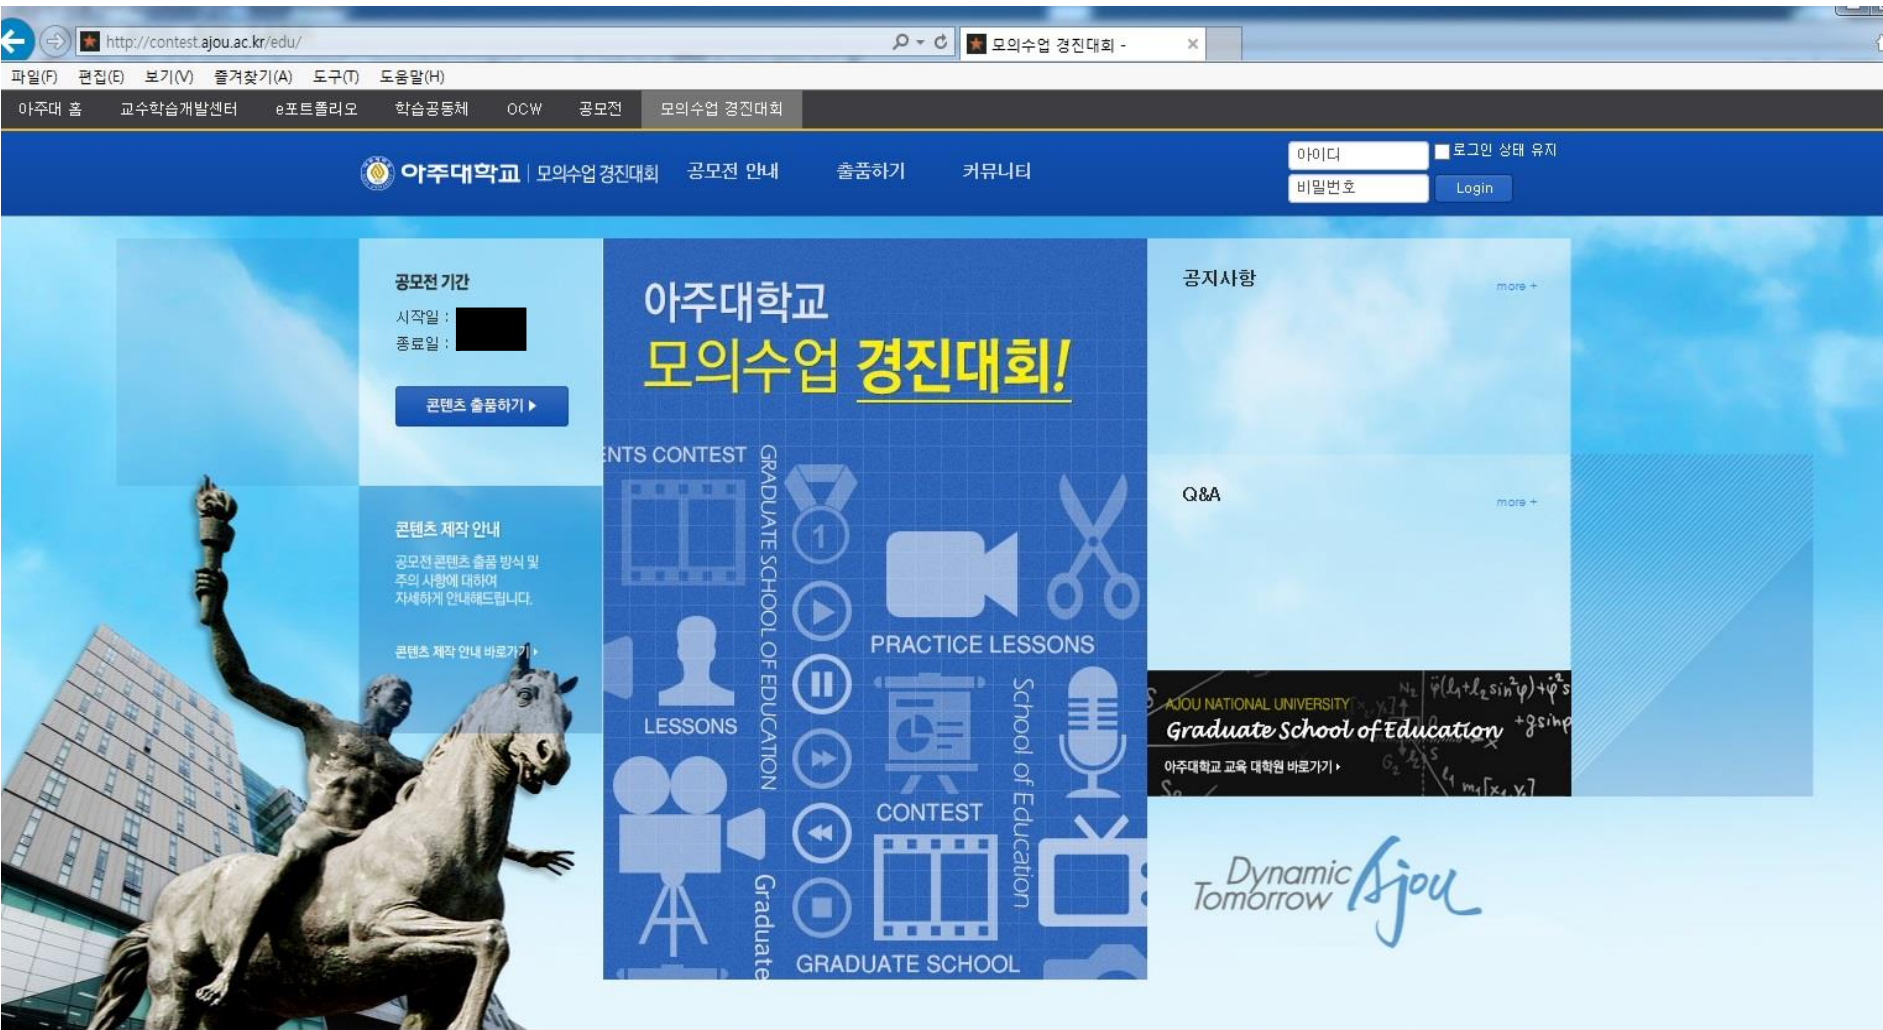 http://contest.ajou.ac.kr/edu/
모의수업 경진대회 -
파일(F) 편집(E) 보기(V) 즐겨찾기(A) 도구(T) 도움말(H)
아주대 홈 교수학습개발센터 e포트폴리오 학습공동체 OCW 공모전 모의수업 경진대회
아주대학교 모의수업 경진대회 공모전 안내 출품하기 커뮤니티
아이디 로그인 상태 유지
비밀번호 Login
공모전 기간
시작일 :
종료일 :
콘텐츠 출품하기
콘텐츠 제작 안내
공모전 콘텐츠 출품 방식 및
주의 사항에 대하여
자세하게 안내해드립니다.
콘텐츠 제작 안내 바로가기
아주대학교
모의수업 경진대회!
ENTS CONTEST
GRADUATE SCHOOL OF EDUCATION
1
PRACTICE LESSONS
LESSONS
School of Education
CONTEST
Graduate
GRADUATE SCHOOL
공지사항
more +
Q&A
more +
AJOU NATIONAL UNIVERSITY
Graduate School of Education
아주대학교 교육 대학원 바로가기
Dynamic
Tomorrow Ajou